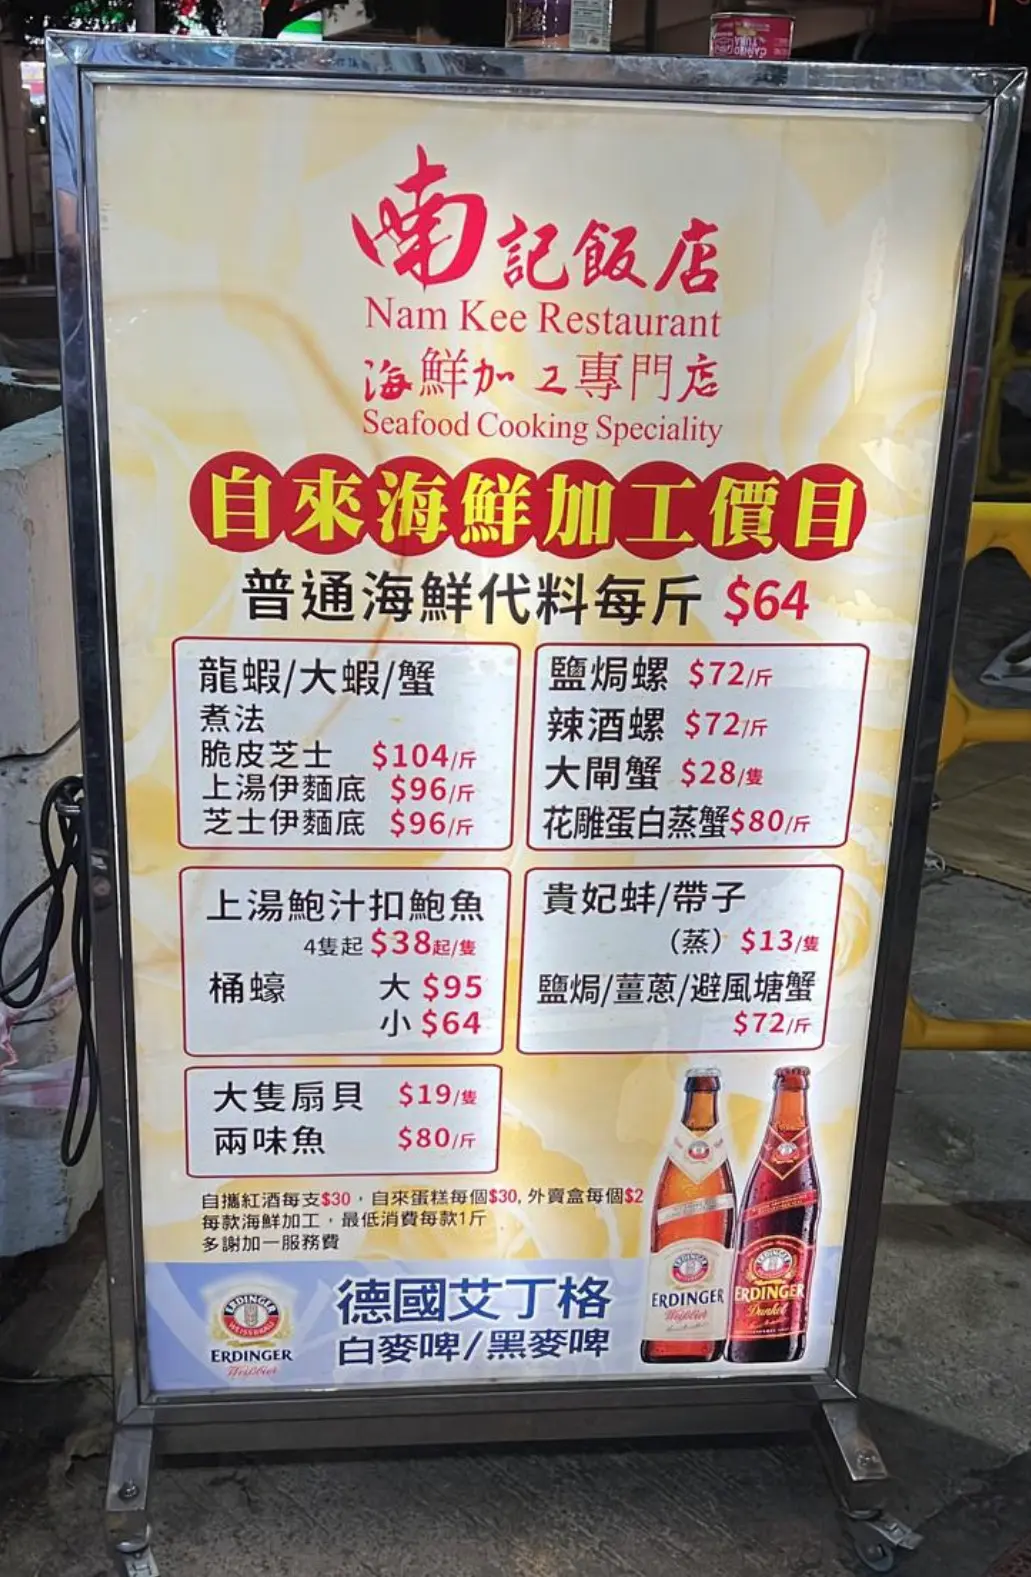 南記飯店
Nam Kee Restaurant
海鮮加工專門店
Seafood Cooking Speciality
自來海鮮加工價目
普通海鮮代料每斤 $64
龍蝦/大蝦/蟹
煮法
脆皮芝士 $104/斤
上湯伊麵底 $96/斤
芝士伊麵底 $96/斤
鹽焗螺 $72/斤
辣酒螺 $72/斤
大閘蟹 $28/隻
花雕蛋白蒸蟹$80/斤
上湯鮑汁扣鮑魚
4隻起 $38起/隻
桶蠔 大 $95
小 $64
貴妃蚌/帶子
（蒸）$13/隻
鹽焗/薑蔥/避風塘蟹
$72/斤
大隻扇貝 $19/隻
兩味魚 $80/斤
自攜紅酒每支$30，自來蛋糕每個$30, 外賣盒每個$2
每款海鮮加工，最低消費每款1斤
多謝加一服務費
ERDINGER
WEISSBRÄU
ERDINGER
Weißbier
德國艾丁格
白麥啤/黑麥啤
ERDINGER
Weißbier
ERDINGER
Dunkel